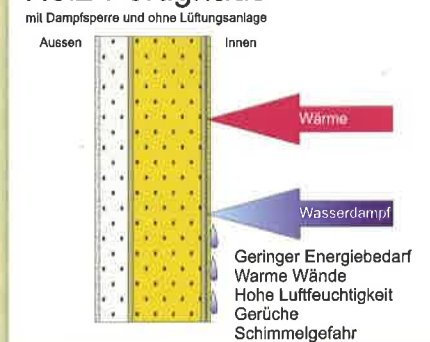 mit Dampfsperre und ohne Lüftungsanlage
Aussen
Innen
Wärme
Wasserdampf
Geringer Energiebedarf
Warme Wände
Hohe Luftfeuchtigkeit
Gerüche
Schimmelgefahr